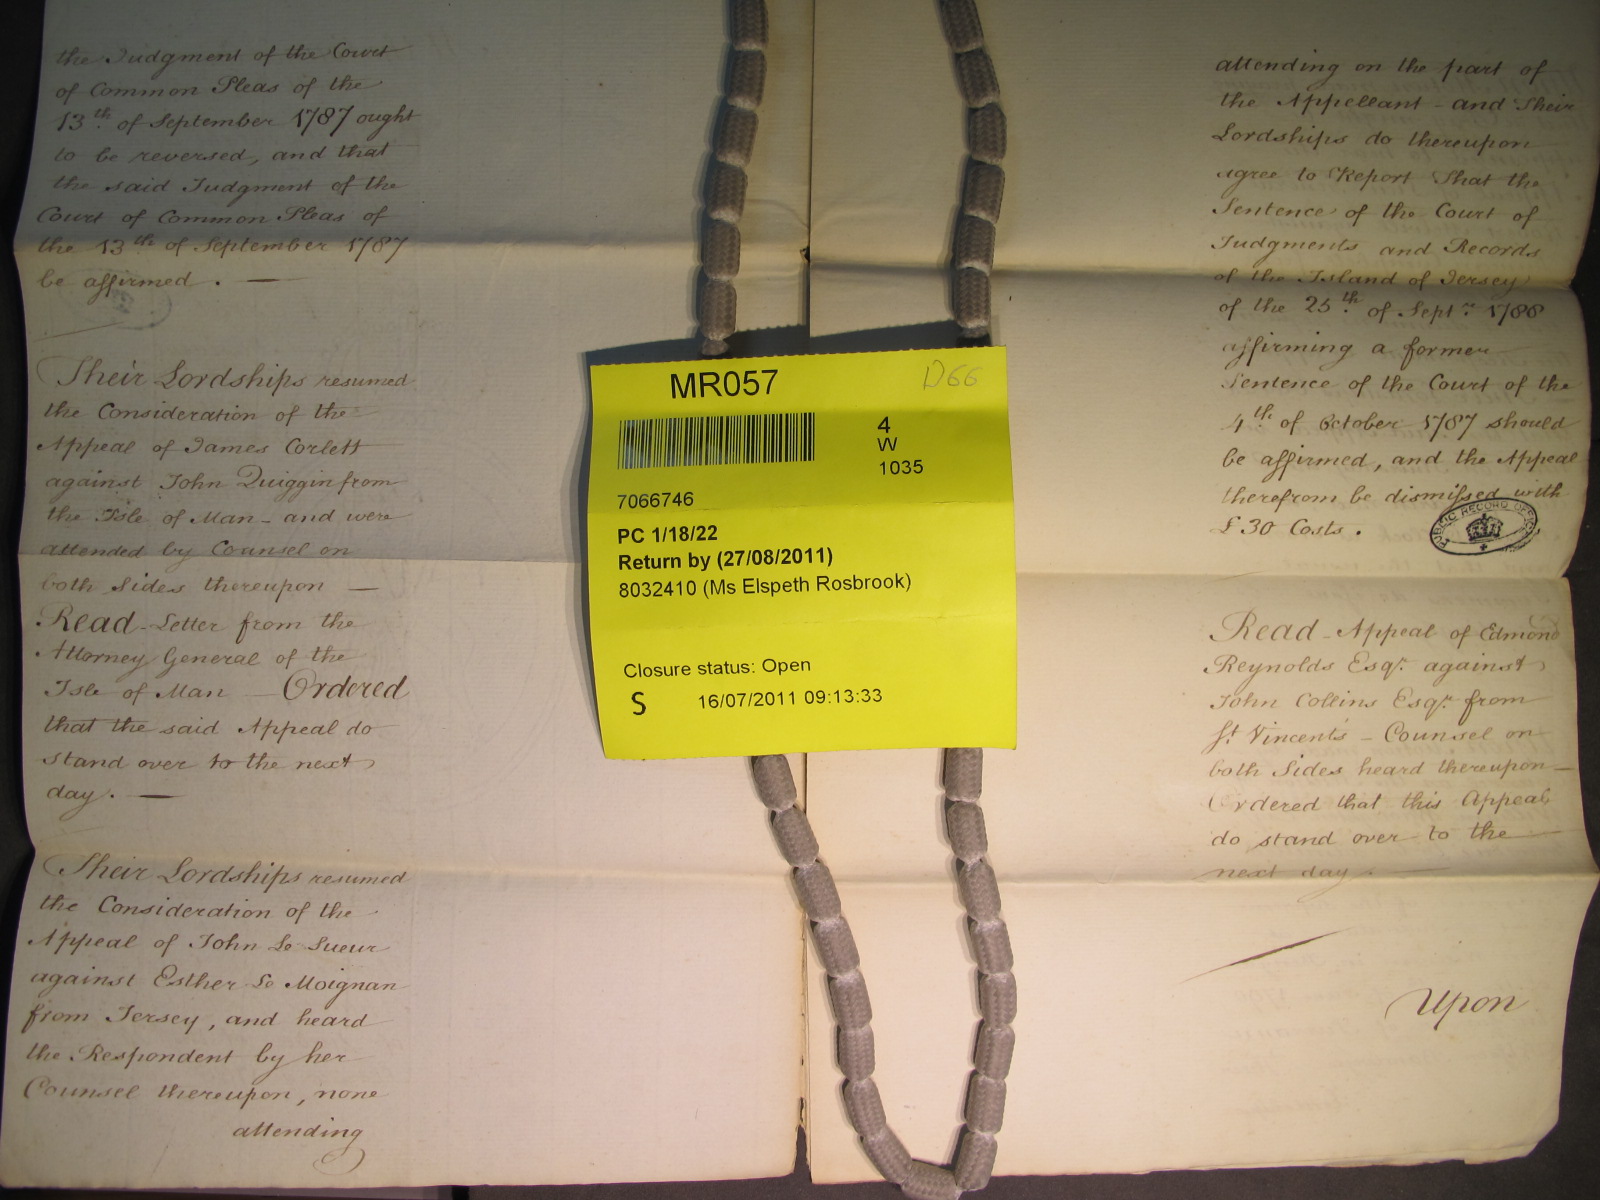 the Judgment of the Court
of Common Pleas of the
13th of September 1787 ought
to be reversed, and that
the said Judgment of the
Court of Common Pleas of
the 13th of September 1787
be affirmed. —
Their Lordships resumed
the Consideration of the
Appeal of James Corlett
against John Quiggin from
the Isle of Man - and were
attended by Counsel on
both Sides thereupon —
Read - Letter from the
Attorney General of the
Isle of Man — Ordered
that the said Appeal do
stand over to the next
day. —
Their Lordships resumed
the Consideration of the
Appeal of John Le Sueur
against Esther Le Moignan
from Jersey, and heard
the Respondent by her
Counsel thereupon, none
attending
MR057
D66
4
W
1035
7066746
PC 1/18/22
Return by (27/08/2011)
8032410 (Ms Elspeth Rosbrook)
Closure status: Open
S 16/07/2011 09:13:33
attending on the part of
the Appellant - and Their
Lordships do thereupon
agree to Report That the
Sentence of the Court of
Judgments and Records
of the Island of Jersey
of the 25th of Septr. 1788
affirming a former
Sentence of the Court of the
4th of October 1787 should
be affirmed, and the Appeal
therefrom be dismissed with
£30 Costs.
PUBLIC RECORD OFFICE
Read - Appeal of Edmond
Reynolds Esqr. against
John Collins Esqr. from
St. Vincent's - Counsel on
both Sides heard thereupon —
Ordered that this Appeal
do stand over to the
next day. —
Upon